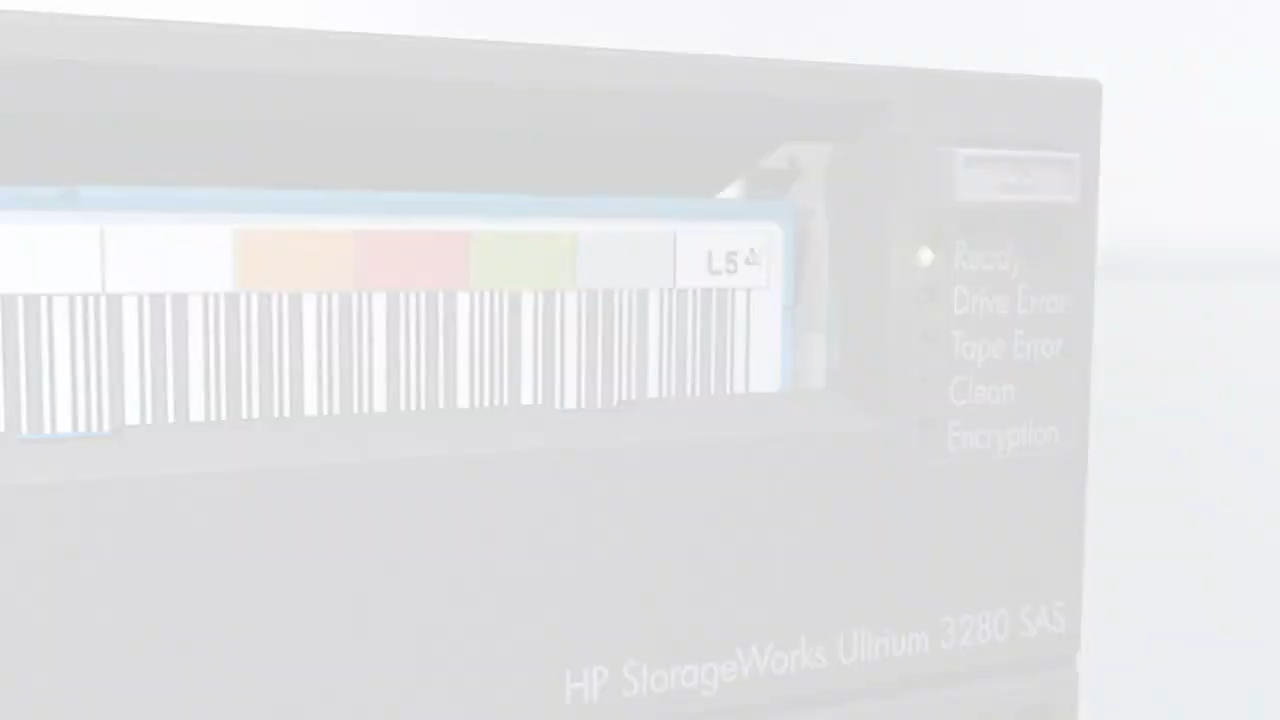 L5
Ready
Drive Error
Tape Error
Clean
Encryption
HP StorageWorks Ultrium 3280 SAS